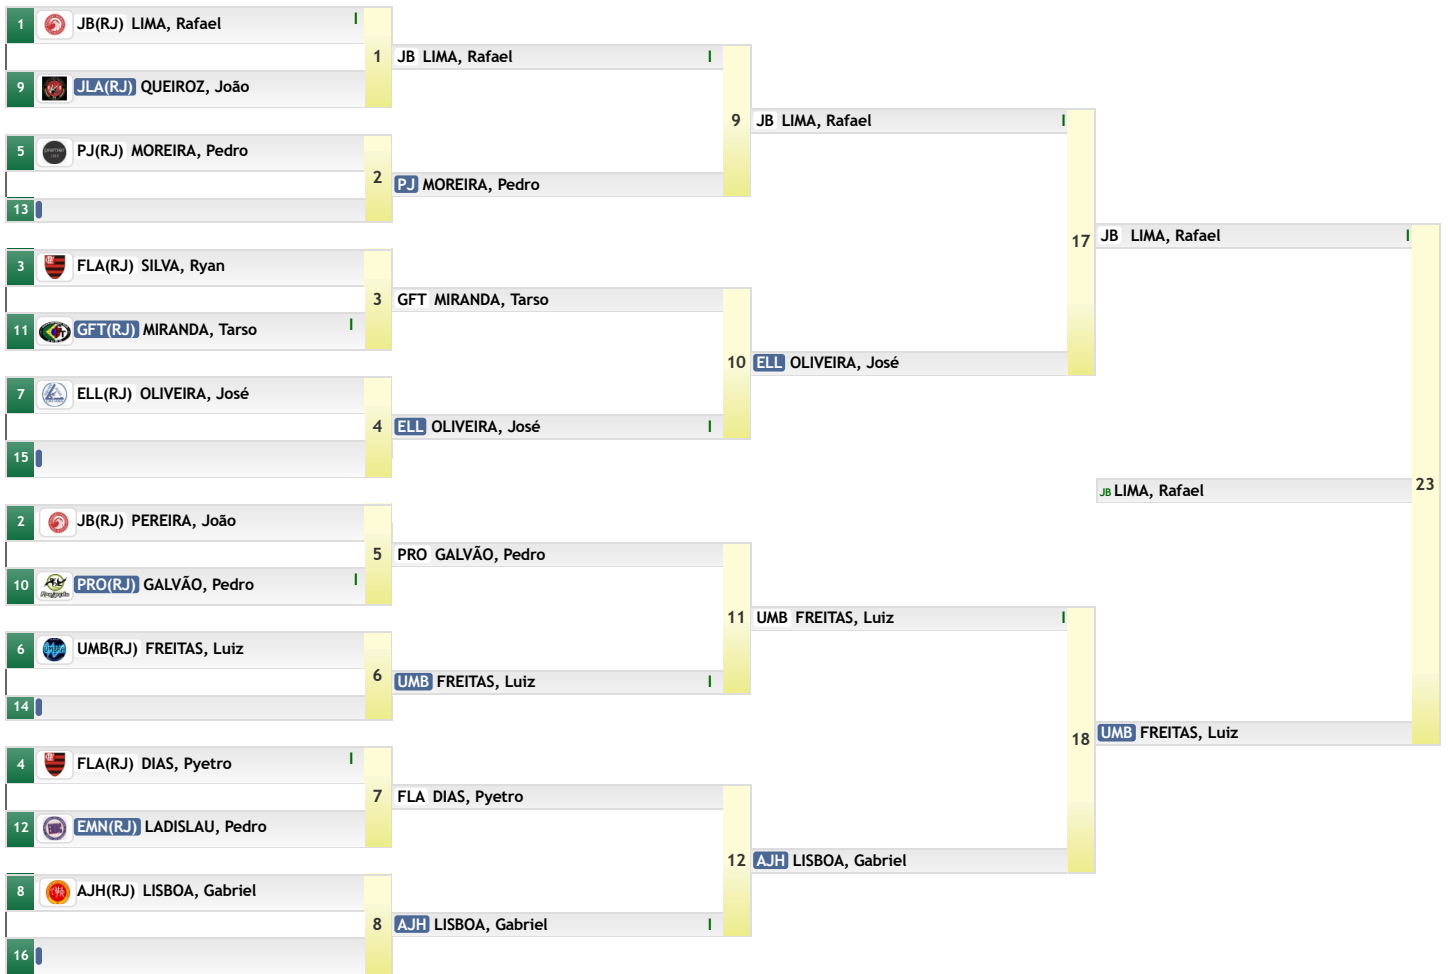 1 JB(RJ) LIMA, Rafael I
1 JB LIMA, Rafael I
9 JLA(RJ) QUEIROZ, João
9 JB LIMA, Rafael I
5 PJ(RJ) MOREIRA, Pedro
2 PJ MOREIRA, Pedro
13
17 JB LIMA, Rafael I
3 FLA(RJ) SILVA, Ryan
3 GFT MIRANDA, Tarso
11 GFT(RJ) MIRANDA, Tarso I
10 ELL OLIVEIRA, José
7 ELL(RJ) OLIVEIRA, José
4 ELL OLIVEIRA, José I
15
JB LIMA, Rafael 23
2 JB(RJ) PEREIRA, João
5 PRO GALVÃO, Pedro
10 PRO(RJ) GALVÃO, Pedro I
11 UMB FREITAS, Luiz I
6 UMB(RJ) FREITAS, Luiz
6 UMB FREITAS, Luiz I
14
18 UMB FREITAS, Luiz
4 FLA(RJ) DIAS, Pyetro I
7 FLA DIAS, Pyetro
12 EMN(RJ) LADISLAU, Pedro
12 AJH LISBOA, Gabriel
8 AJH(RJ) LISBOA, Gabriel
8 AJH LISBOA, Gabriel I
16